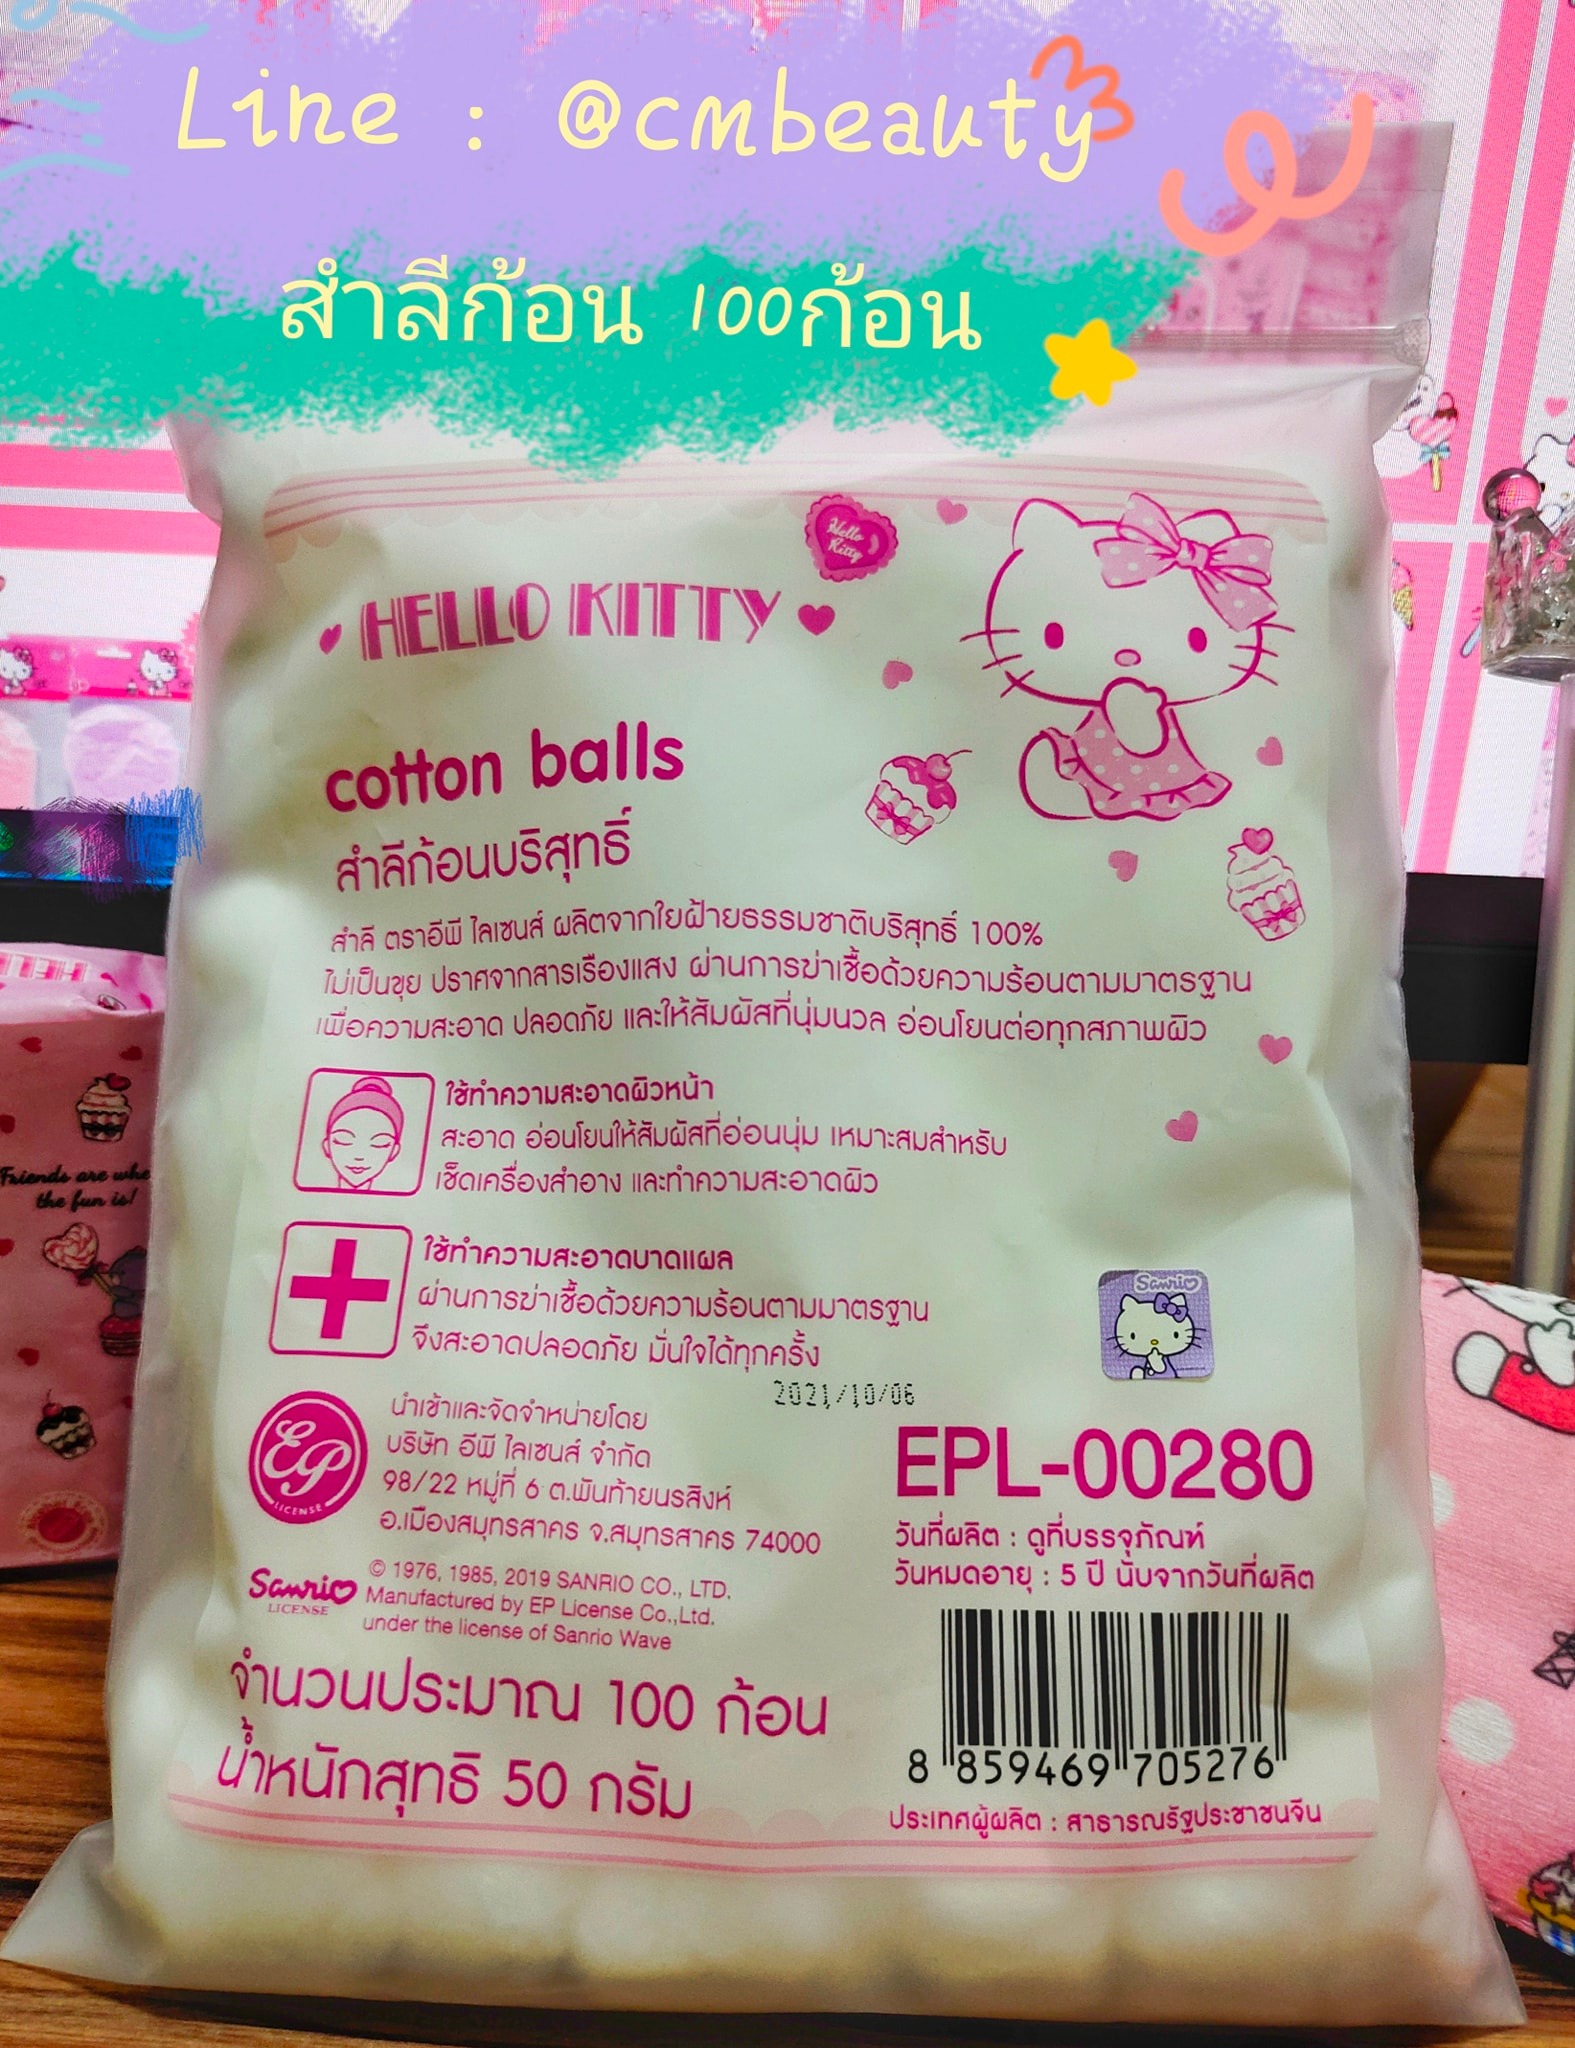 Line : @cmbeauty
สำลีก้อน 100ก้อน
Hello
Kitty
HELLO KITTY
cotton balls
สำลีก้อนบริสุทธิ์
สำลี ตราอีพี ไลเซนส์ ผลิตจากใยฝ้ายธรรมชาติบริสุทธิ์ 100%
ไม่เป็นขุย ปราศจากสารเรืองแสง ผ่านการฆ่าเชื้อด้วยความร้อนตามมาตรฐาน
เพื่อความสะอาด ปลอดภัย และให้สัมผัสที่นุ่มนวล อ่อนโยนต่อทุกสภาพผิว
ใช้ทำความสะอาดผิวหน้า
สะอาด อ่อนโยนให้สัมผัสที่อ่อนนุ่ม เหมาะสมสำหรับ
เช็ดเครื่องสำอาง และทำความสะอาดผิว
ใช้ทำความสะอาดบาดแผล
ผ่านการฆ่าเชื้อด้วยความร้อนตามมาตรฐาน
จึงสะอาดปลอดภัย มั่นใจได้ทุกครั้ง
Sanrio
2021/10/06
EP
LICENSE
นำเข้าและจัดจำหน่ายโดย
บริษัท อีพี ไลเซนส์ จำกัด
98/22 หมู่ที่ 6 ต.พันท้ายนรสิงห์
อ.เมืองสมุทรสาคร จ.สมุทรสาคร 74000
Sanrio
LICENSE
© 1976, 1985, 2019 SANRIO CO., LTD.
Manufactured by EP License Co.,Ltd.
under the license of Sanrio Wave
จำนวนประมาณ 100 ก้อน
น้ำหนักสุทธิ 50 กรัม
EPL-00280
วันที่ผลิต : ดูที่บรรจุภัณฑ์
วันหมดอายุ : 5 ปี นับจากวันที่ผลิต
8 859469 705276
ประเทศผู้ผลิต : สาธารณรัฐประชาชนจีน
Friends are whe
the fun is!